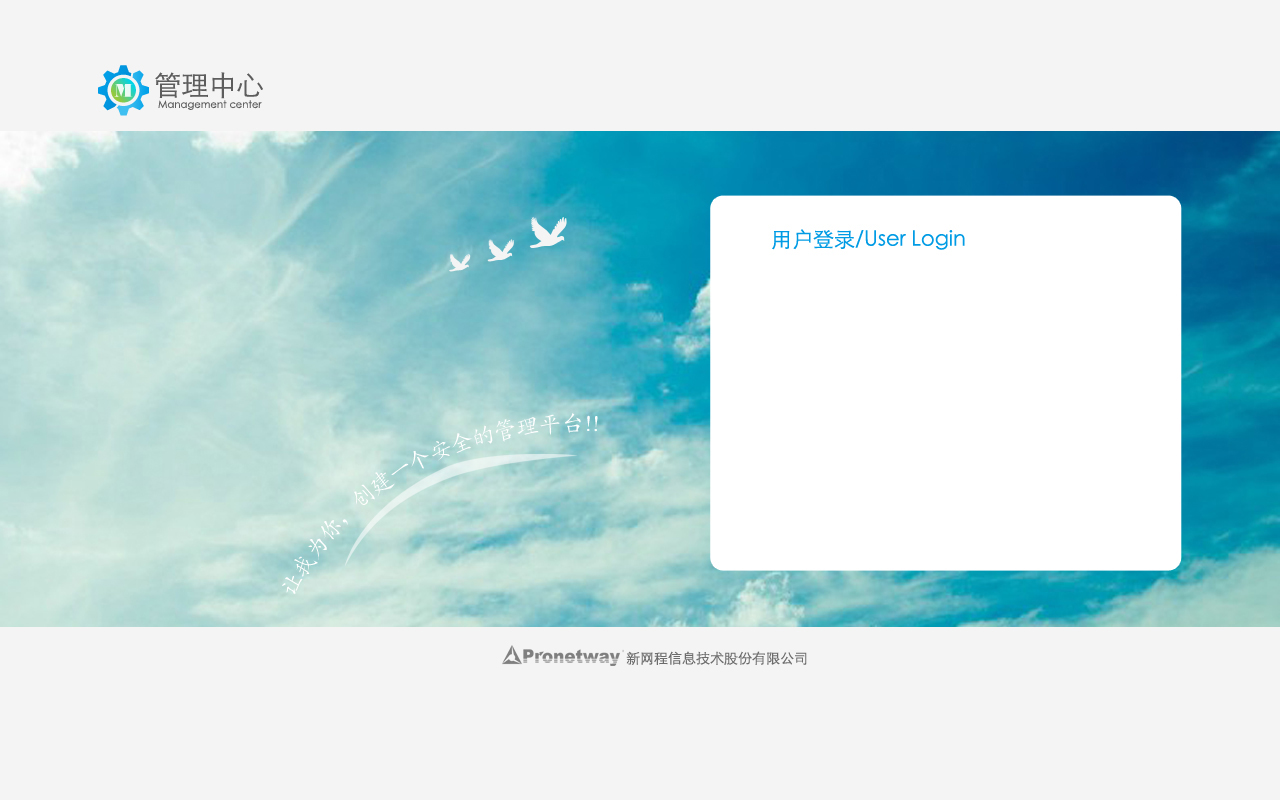 管理中心
Management center
用户登录/User Login
让我为你，创建一个安全的管理平台!!
Pronetway 新网程信息技术股份有限公司